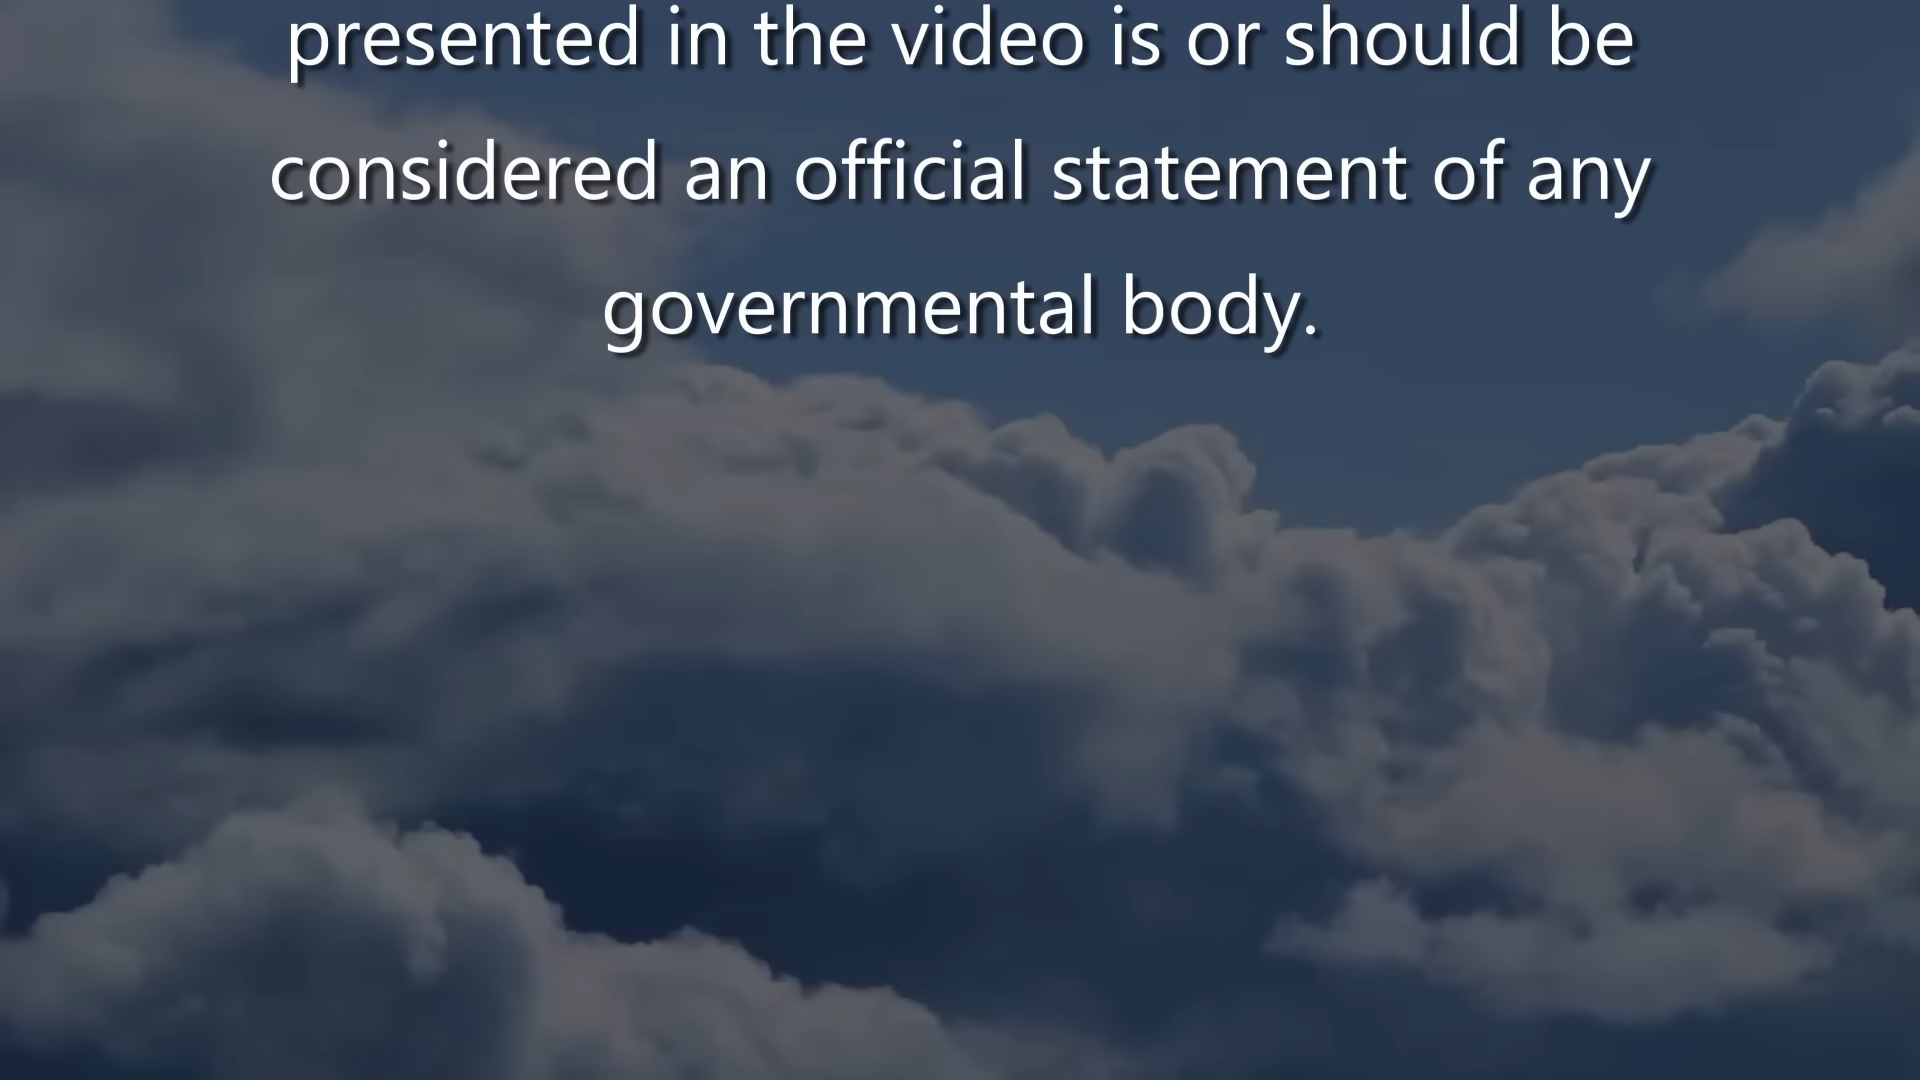 presented in the video is or should be
considered an official statement of any
governmental body.